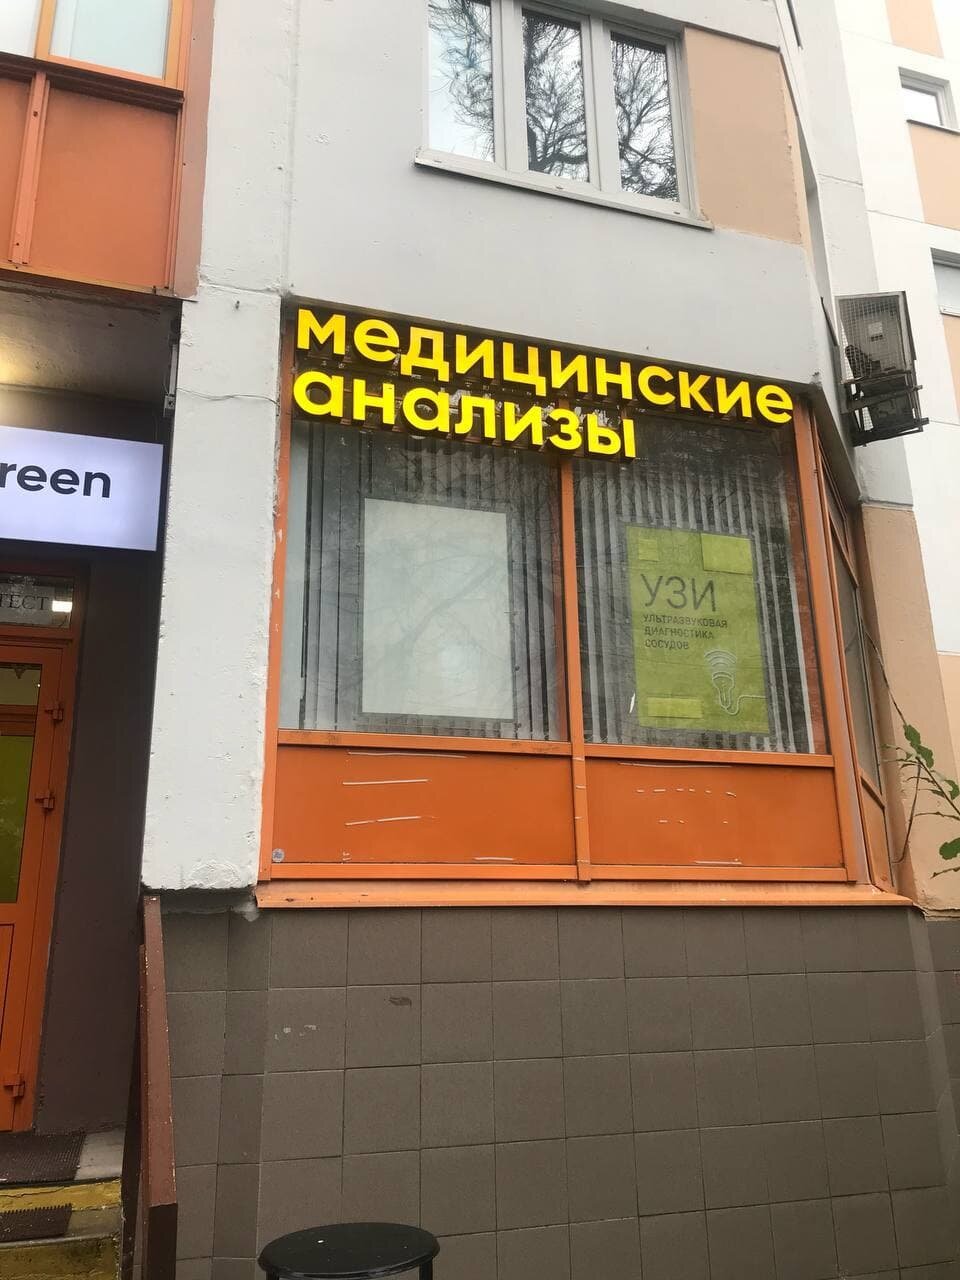 медицинские
анализы
reen
ТЕСТ
УЗИ
УЛЬТРАЗВУКОВАЯ
ДИАГНОСТИКА
СОСУДОВ